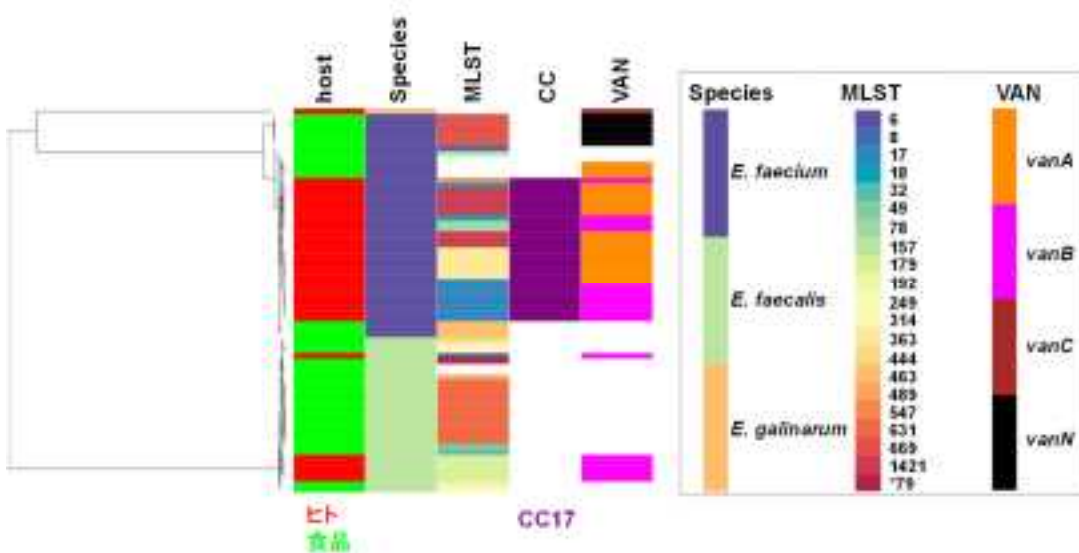 host
Species
MLST
CC
VAN
Species
E. faecium
E. faecalis
E. galinarum
MLST
6
8
17
18
32
49
78
157
179
192
249
314
363
444
463
489
547
631
669
1421
'79
VAN
vanA
vanB
vanC
vanN
ヒト
食品
CC17